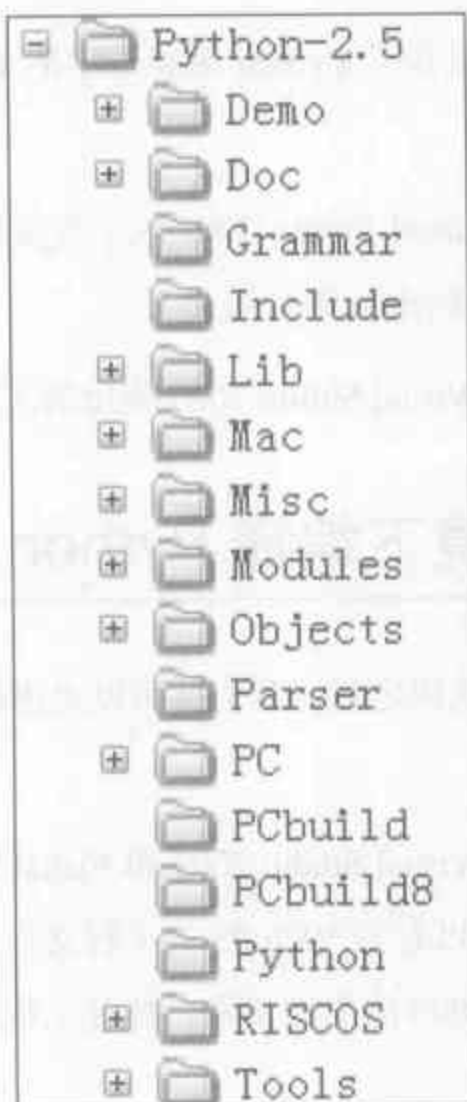 Python-2.5
Demo
Doc
Grammar
Include
Lib
Mac
Misc
Modules
Objects
Parser
PC
PCbuild
PCbuild8
Python
RISCOS
Tools